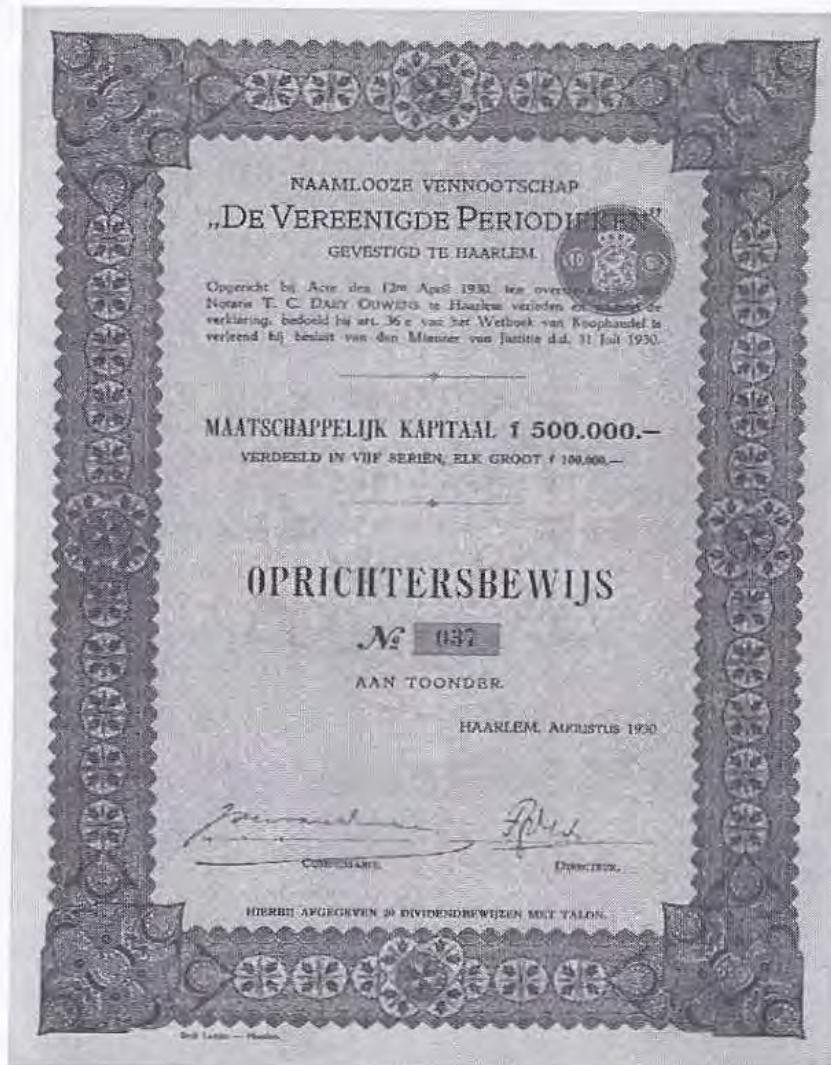 NAAMLOOZE VENNOOTSCHAP
„DE VEREENIGDE PERIODIEKEN"
GEVESTIGD TE HAARLEM.
Opgericht bij Acte den 12en April 1930 ten
Notaris T. C. DARY OUWENS te Haarlem verleden
verklaring, bedoeld bij art. 36e van het Wetboek van Koophandel is
verleend bij besluit van den Minister van Justitie d.d. 31 Juli 1930.
MAATSCHAPPELIJK KAPITAAL f 500.000.—
VERDEELD IN VIJF SERIËN, ELK GROOT f 100.000,—
OPRICHTERSBEWIJS
No 037
AAN TOONDER.
HAARLEM, AUGUSTUS 1930
COMMISSARIS.
DIRECTEUR.
HIERBIJ AFGEGEVEN 20 DIVIDENDBEWIJZEN MET TALON.